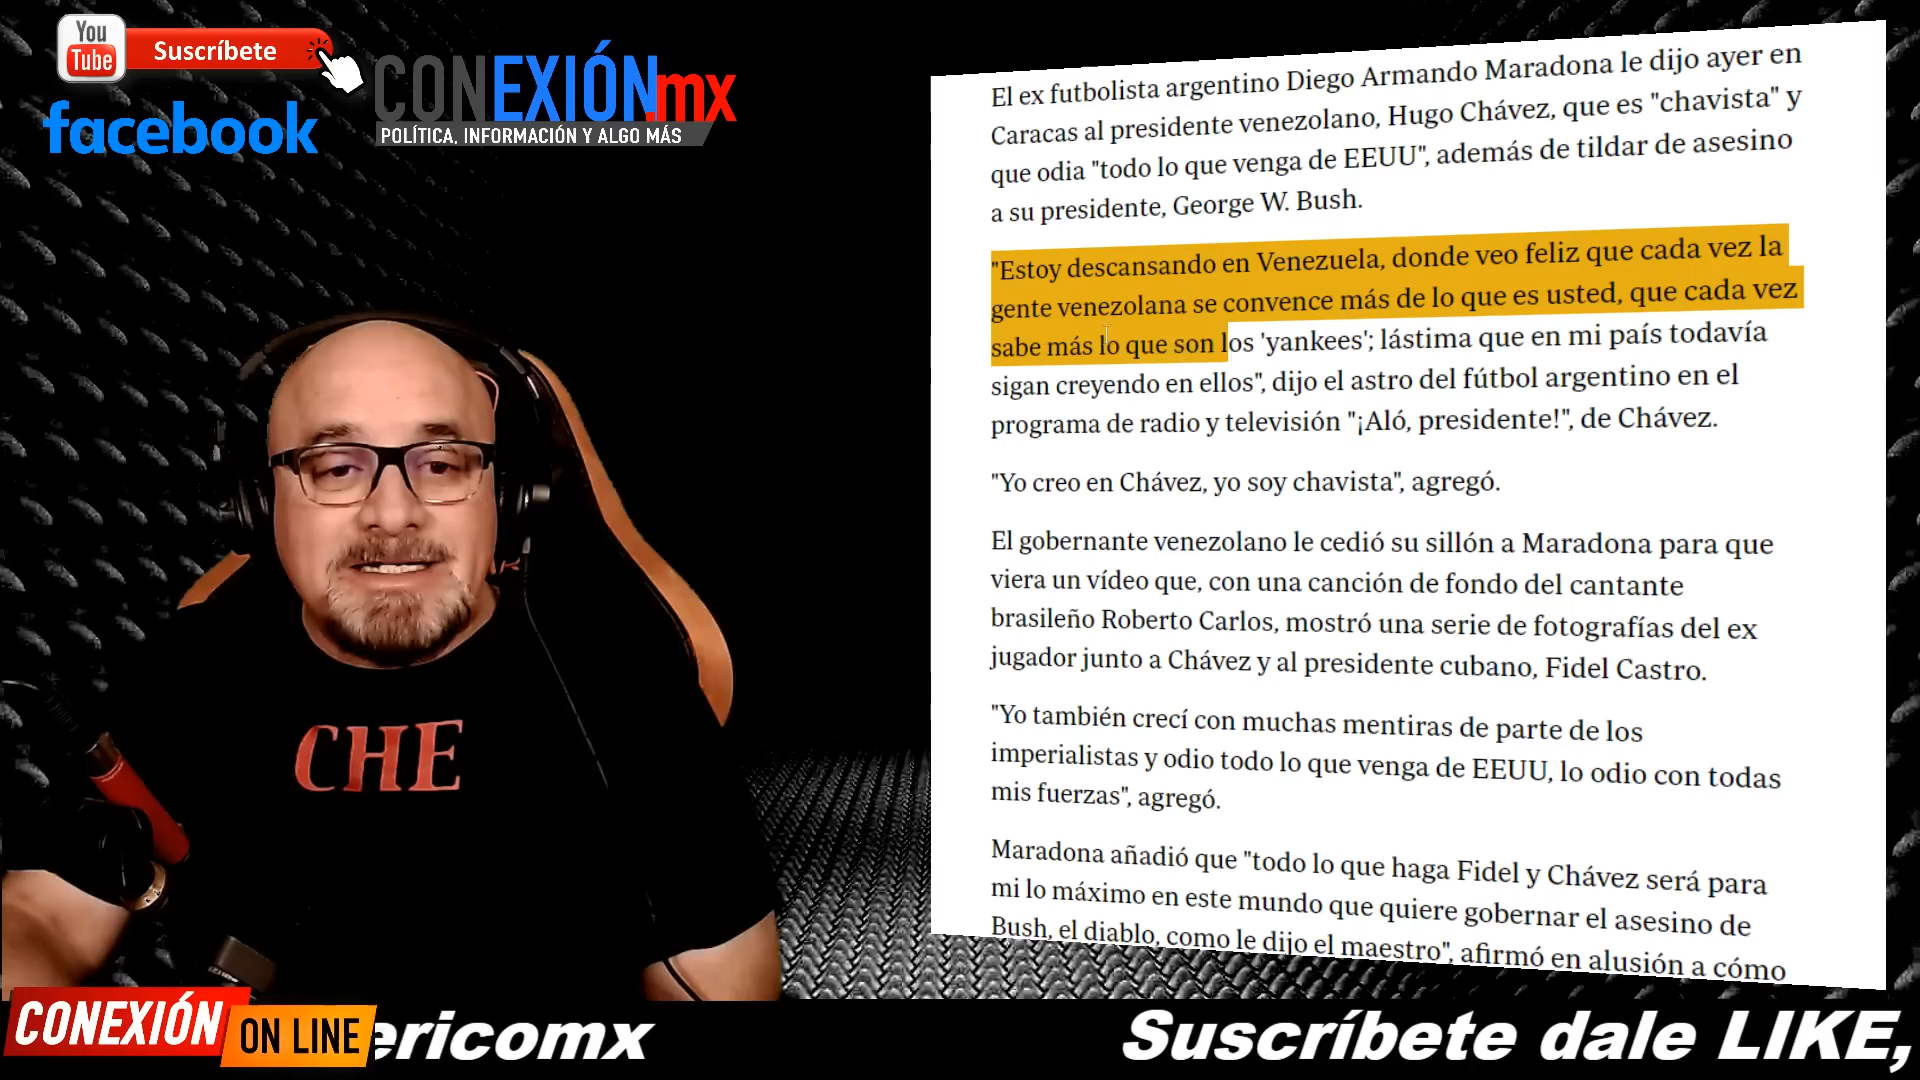 You
Tube
Suscríbete
facebook
CONEXIÓN.mx
POLÍTICA, INFORMACIÓN Y ALGO MÁS
El ex futbolista argentino Diego Armando Maradona le dijo ayer en
Caracas al presidente venezolano, Hugo Chávez, que es "chavista" y
que odia "todo lo que venga de EEUU", además de tildar de asesino
a su presidente, George W. Bush.
"Estoy descansando en Venezuela, donde veo feliz que cada vez la
gente venezolana se convence más de lo que es usted, que cada vez
sabe más lo que son los 'yankees'; lástima que en mi país todavía
sigan creyendo en ellos", dijo el astro del fútbol argentino en el
programa de radio y televisión "¡Aló, presidente!", de Chávez.
"Yo creo en Chávez, yo soy chavista", agregó.
El gobernante venezolano le cedió su sillón a Maradona para que
viera un vídeo que, con una canción de fondo del cantante
brasileño Roberto Carlos, mostró una serie de fotografías del ex
jugador junto a Chávez y al presidente cubano, Fidel Castro.
"Yo también crecí con muchas mentiras de parte de los
imperialistas y odio todo lo que venga de EEUU, lo odio con todas
mis fuerzas", agregó.
Maradona añadió que "todo lo que haga Fidel y Chávez será para
mi lo máximo en este mundo que quiere gobernar el asesino de
Bush, el diablo, como le dijo el maestro", afirmó en alusión a cómo
CHE
CONEXIÓN
ON LINE
ericomx
Suscríbete dale LIKE,